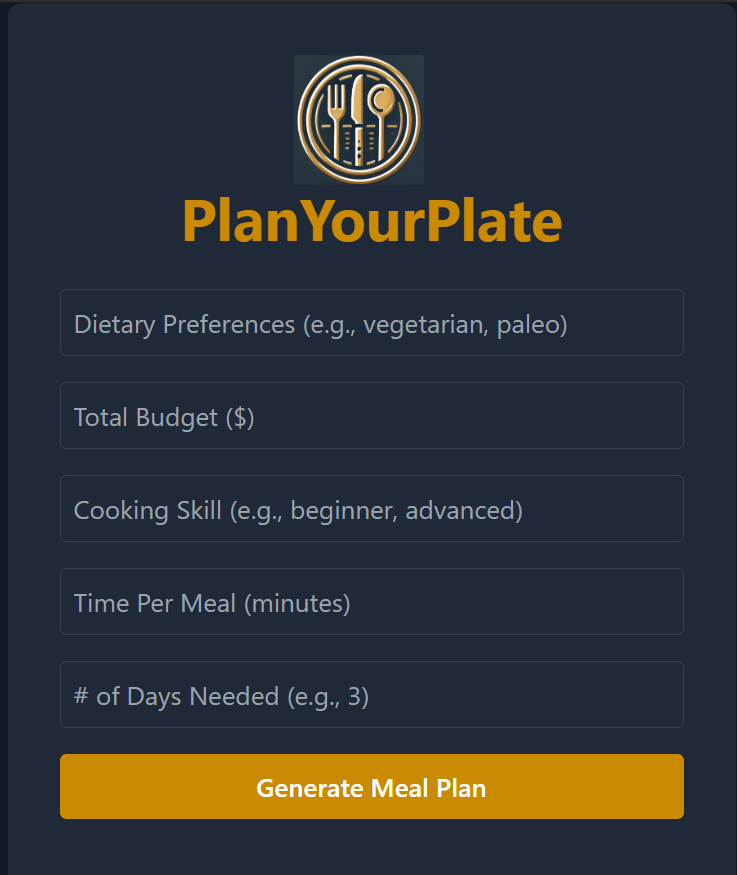 PlanYourPlate
Dietary Preferences (e.g., vegetarian, paleo)
Total Budget ($)
Cooking Skill (e.g., beginner, advanced)
Time Per Meal (minutes)
# of Days Needed (e.g., 3)
Generate Meal Plan